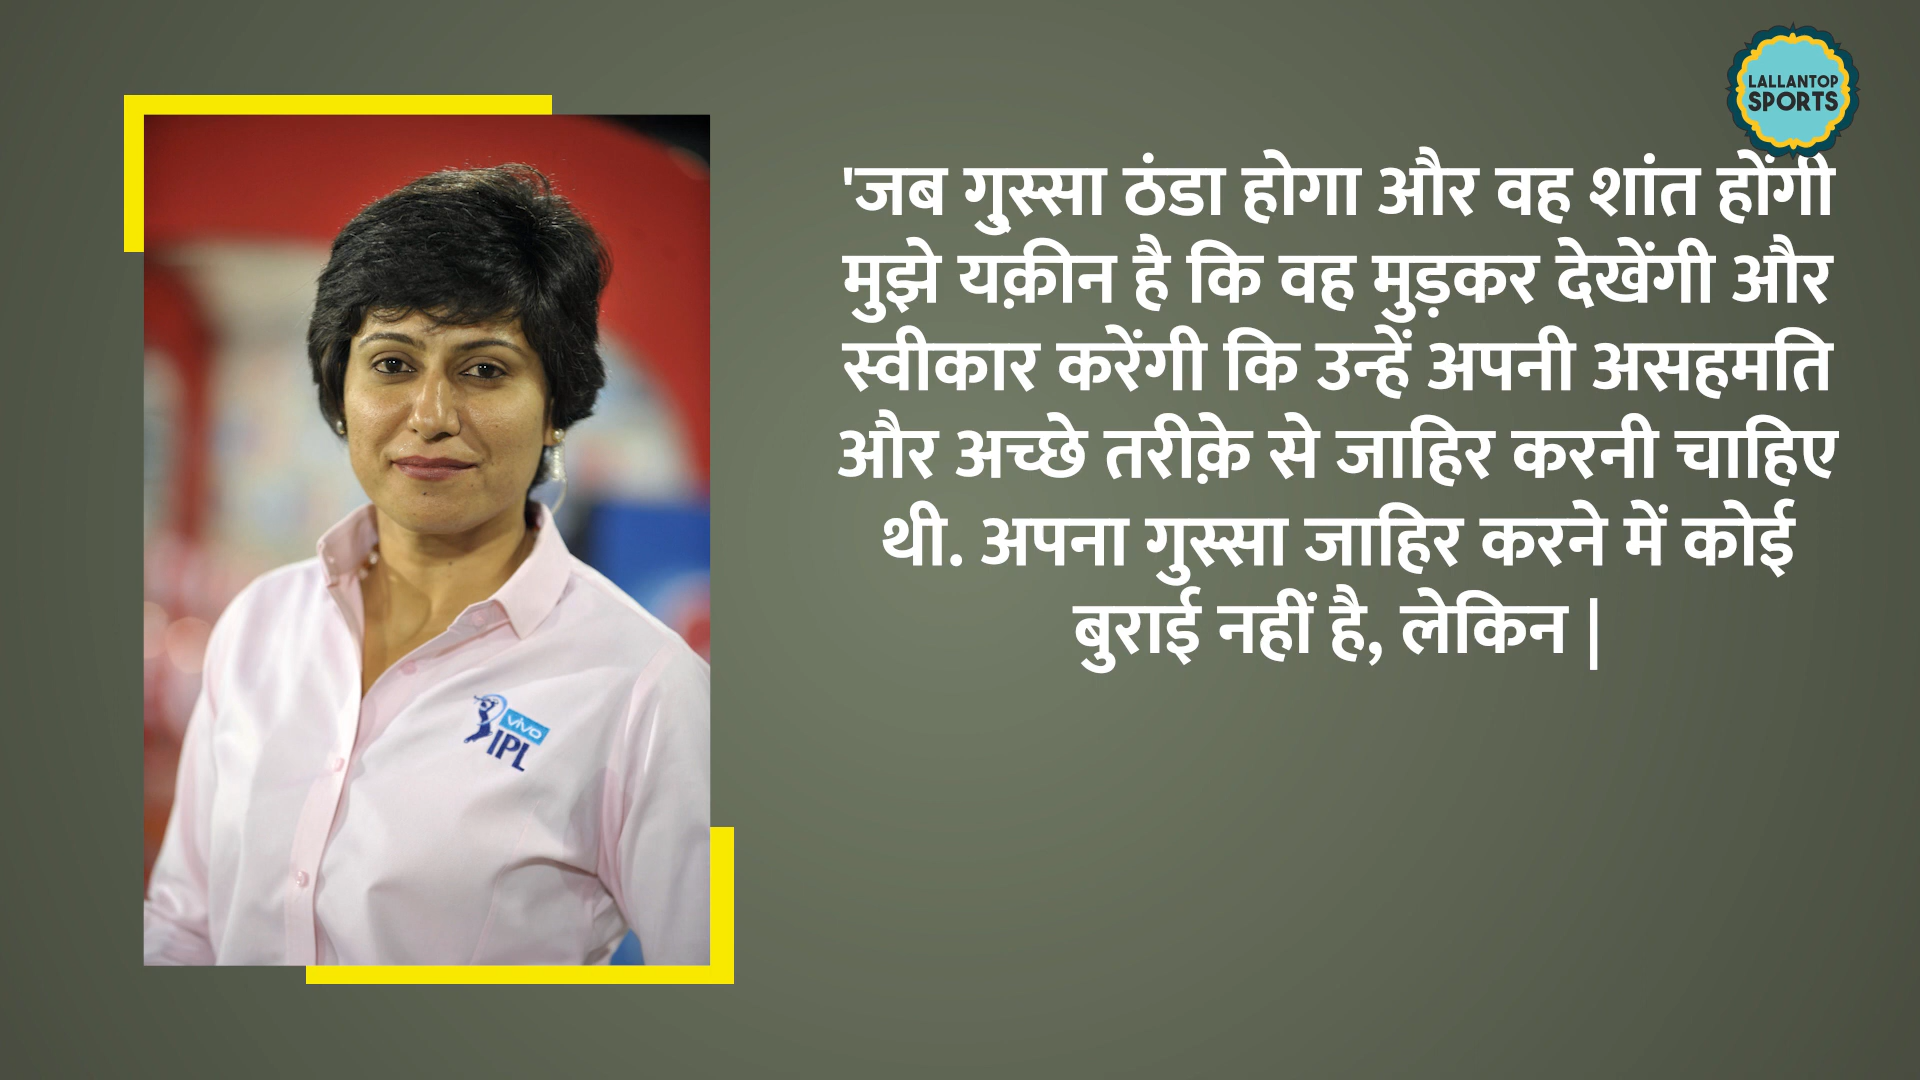 LALLANTOP
SPORTS
'जब गुस्सा ठंडा होगा और वह शांत होंगी
मुझे यक़ीन है कि वह मुड़कर देखेंगी और
स्वीकार करेंगी कि उन्हें अपनी असहमति
और अच्छे तरीक़े से जाहिर करनी चाहिए
थी. अपना गुस्सा जाहिर करने में कोई
बुराई नहीं है, लेकिन |
vivo
IPL